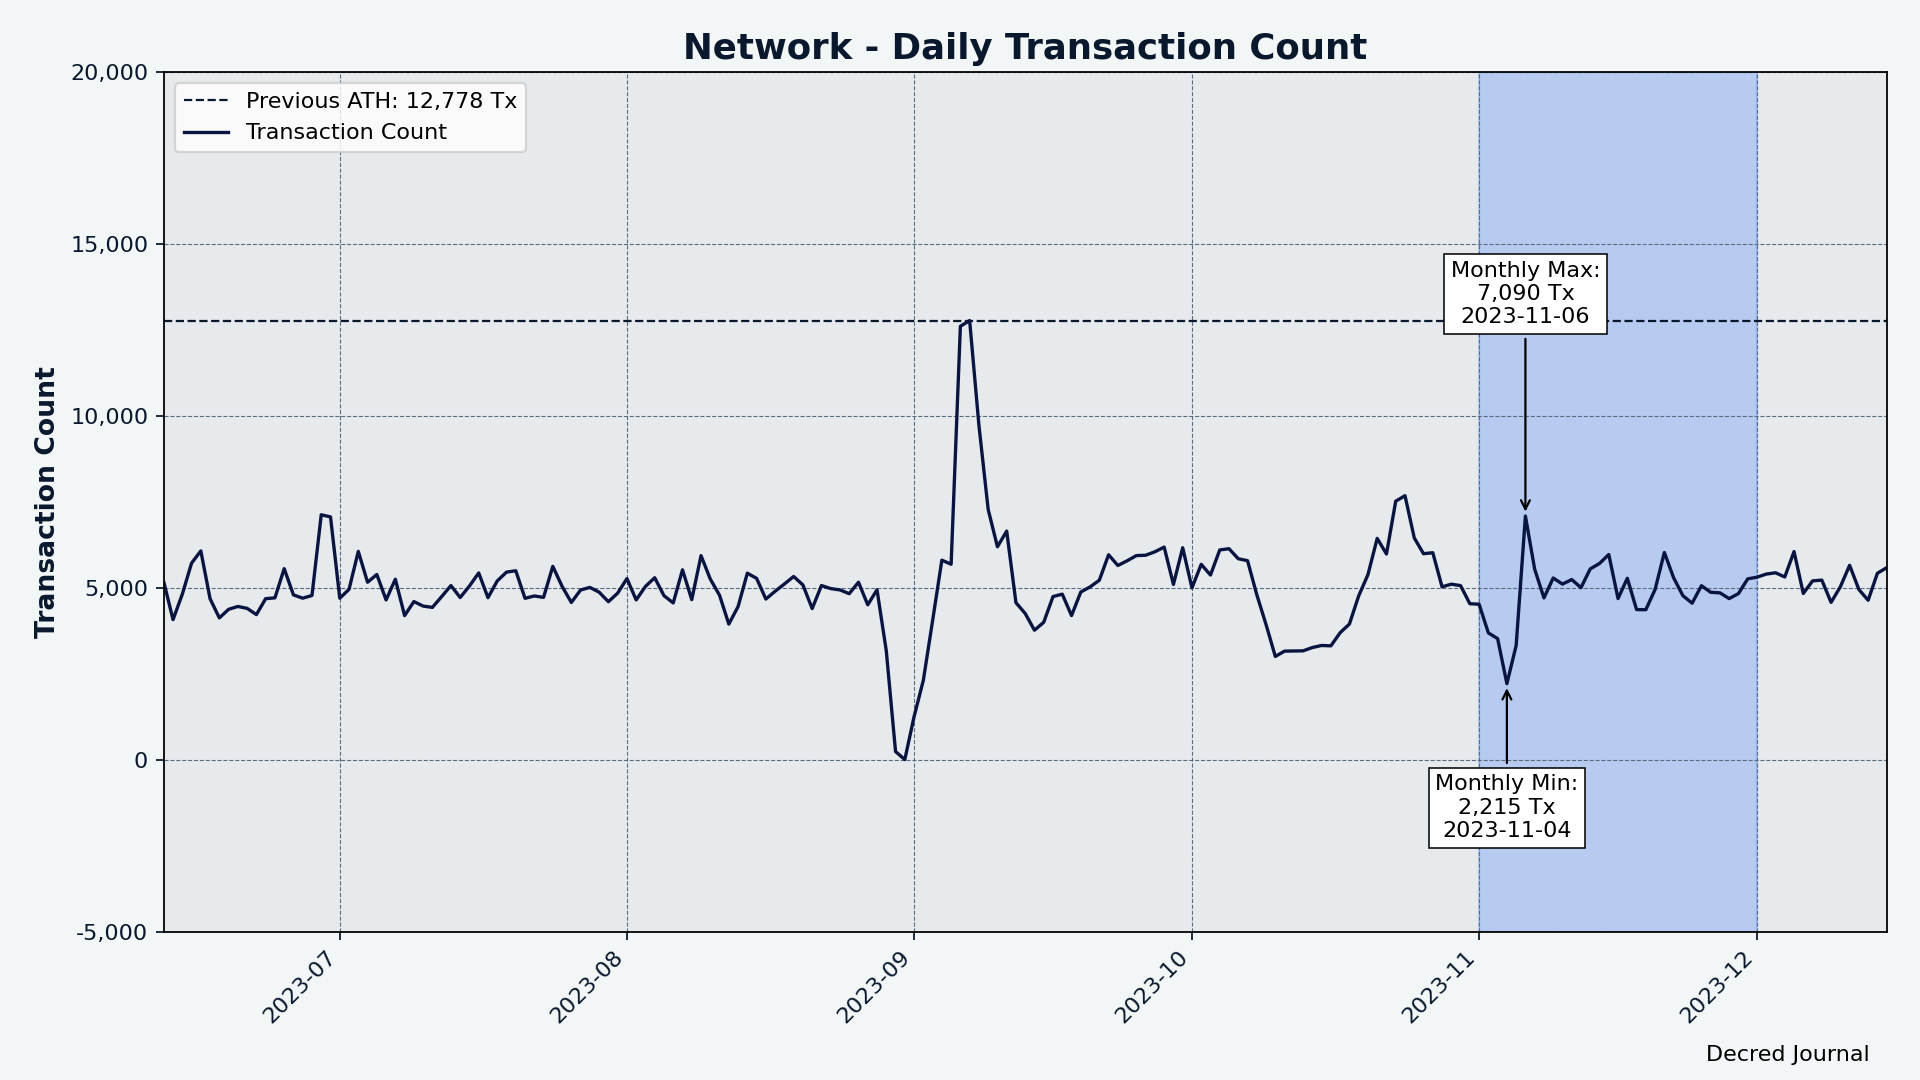 Network - Daily Transaction Count
Previous ATH: 12,778 Tx
Transaction Count
Transaction Count
20,000
15,000
10,000
5,000
0
-5,000
Monthly Max:
7,090 Tx
2023-11-06
Monthly Min:
2,215 Tx
2023-11-04
2023-07
2023-08
2023-09
2023-10
2023-11
2023-12
Decred Journal